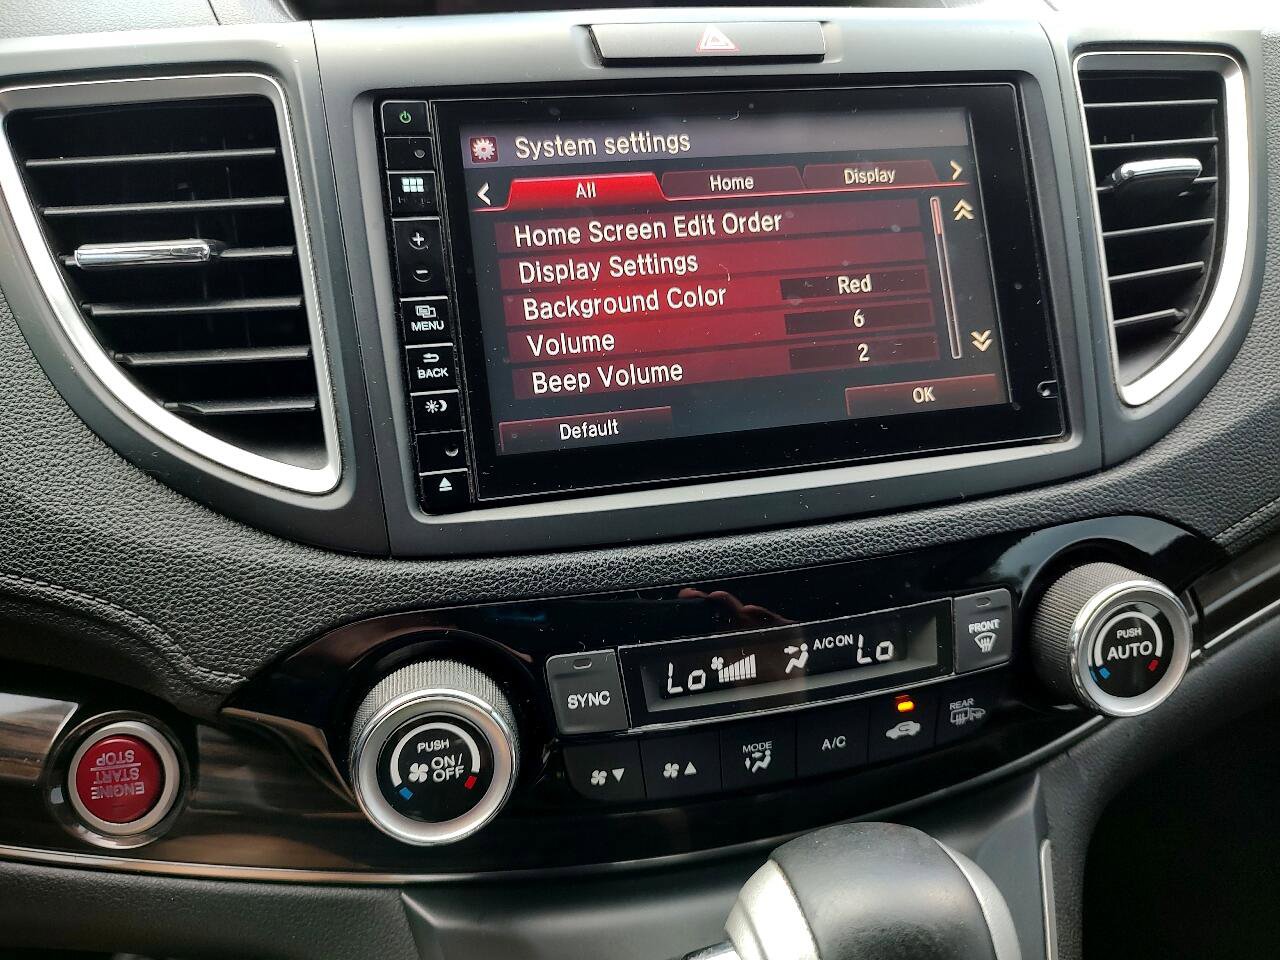 System settings
All
Home
Display
Home Screen Edit Order
Display Settings
Background Color Red
Volume 6
Beep Volume 2
Default
OK
MENU
BACK
SYNC
Lo
A/C ON
Lo
FRONT
PUSH
AUTO
PUSH
ON/
OFF
MODE
A/C
REAR
ENGINE
START
STOP